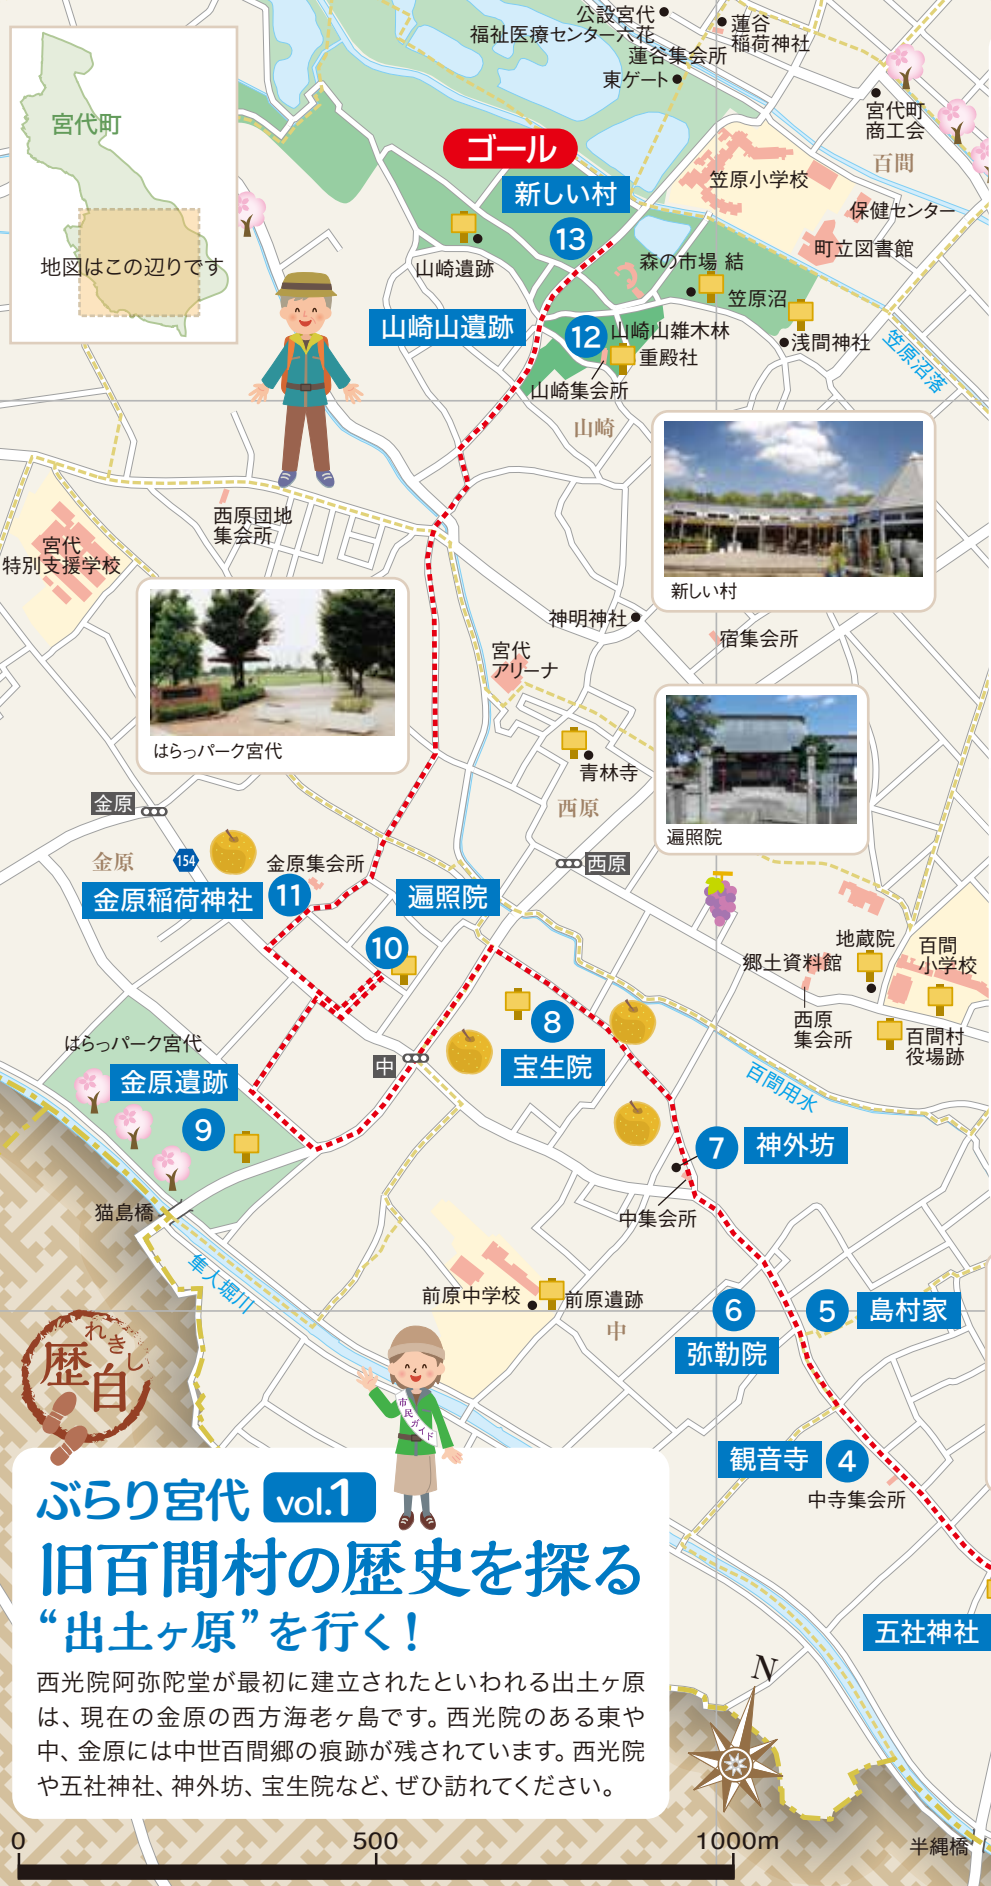 公設宮代
福祉医療センター六花
蓮谷
稲荷神社
蓮谷集会所
東ゲート
宮代町
商工会
百間
宮代町
地図はこの辺りです
ゴール
新しい村
13
笠原小学校
保健センター
町立図書館
山崎遺跡
森の市場 結
笠原沼
浅間神社
笠原沼落
山崎山遺跡
12
山崎山雑木林
重殿社
山崎集会所
山崎
西原団地
集会所
宮代
特別支援学校
新しい村
神明神社
宿集会所
宮代
アリーナ
はらっパーク宮代
青林寺
西原
遍照院
金原
金原
154
金原集会所
西原
金原稲荷神社
11
遍照院
10
地蔵院
百間
小学校
郷土資料館
西原
集会所
百間村
役場跡
8
宝生院
はらっパーク宮代
中
金原遺跡
9
百間用水
7
神外坊
猫島橋
中集会所
隼人堀川
前原中学校
前原遺跡
中
6
弥勒院
5
島村家
れきし
歴自
市民ガイド
観音寺
4
中寺集会所
五社神社
ぶらり宮代 vol.1
旧百間村の歴史を探る
“出土ヶ原”を行く！
西光院阿弥陀堂が最初に建立されたといわれる出土ヶ原
は、現在の金原の西方海老ヶ島です。西光院のある東や
中、金原には中世百間郷の痕跡が残されています。西光院
や五社神社、神外坊、宝生院など、ぜひ訪れてください。
N
0
500
1000m
半縄橋